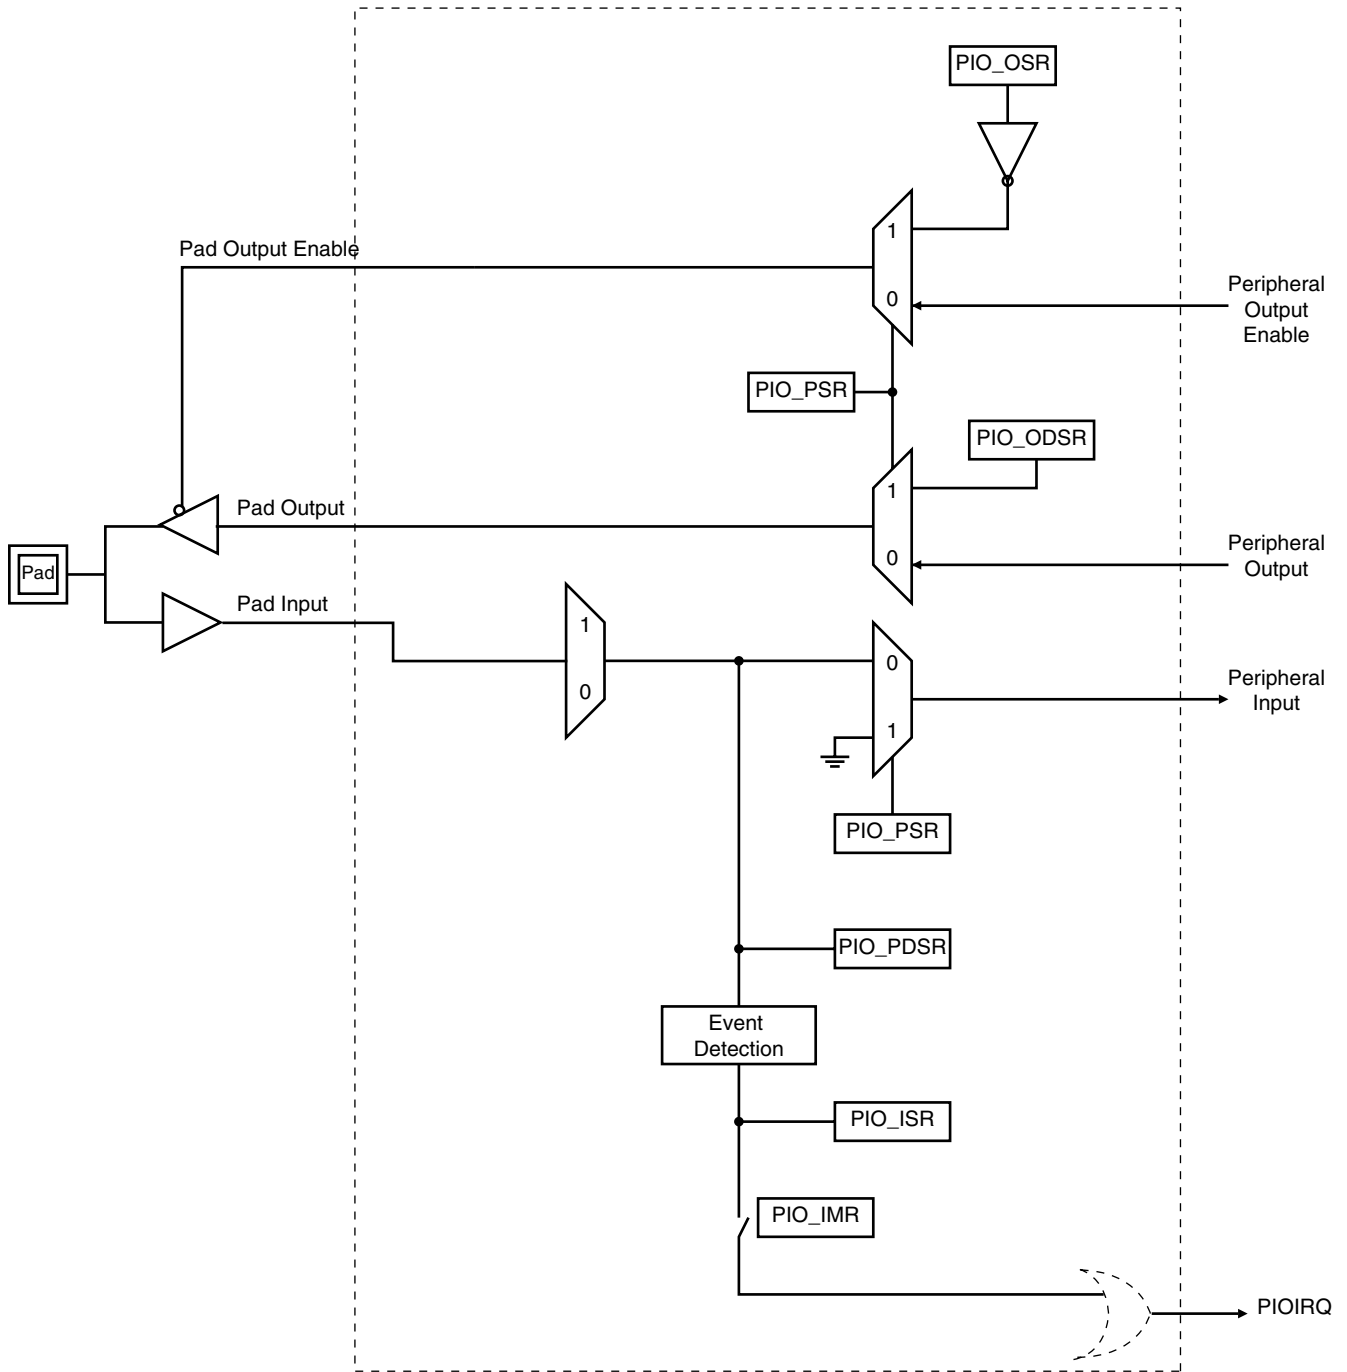 PIO_OSR
1
Pad Output Enable
0
Peripheral
Output
Enable
PIO_PSR
PIO_ODSR
1
Pad Output
0
Peripheral
Output
Pad
Pad Input
1
0
0
1
Peripheral
Input
PIO_PSR
PIO_PDSR
Event
Detection
PIO_ISR
PIO_IMR
PIOIRQ